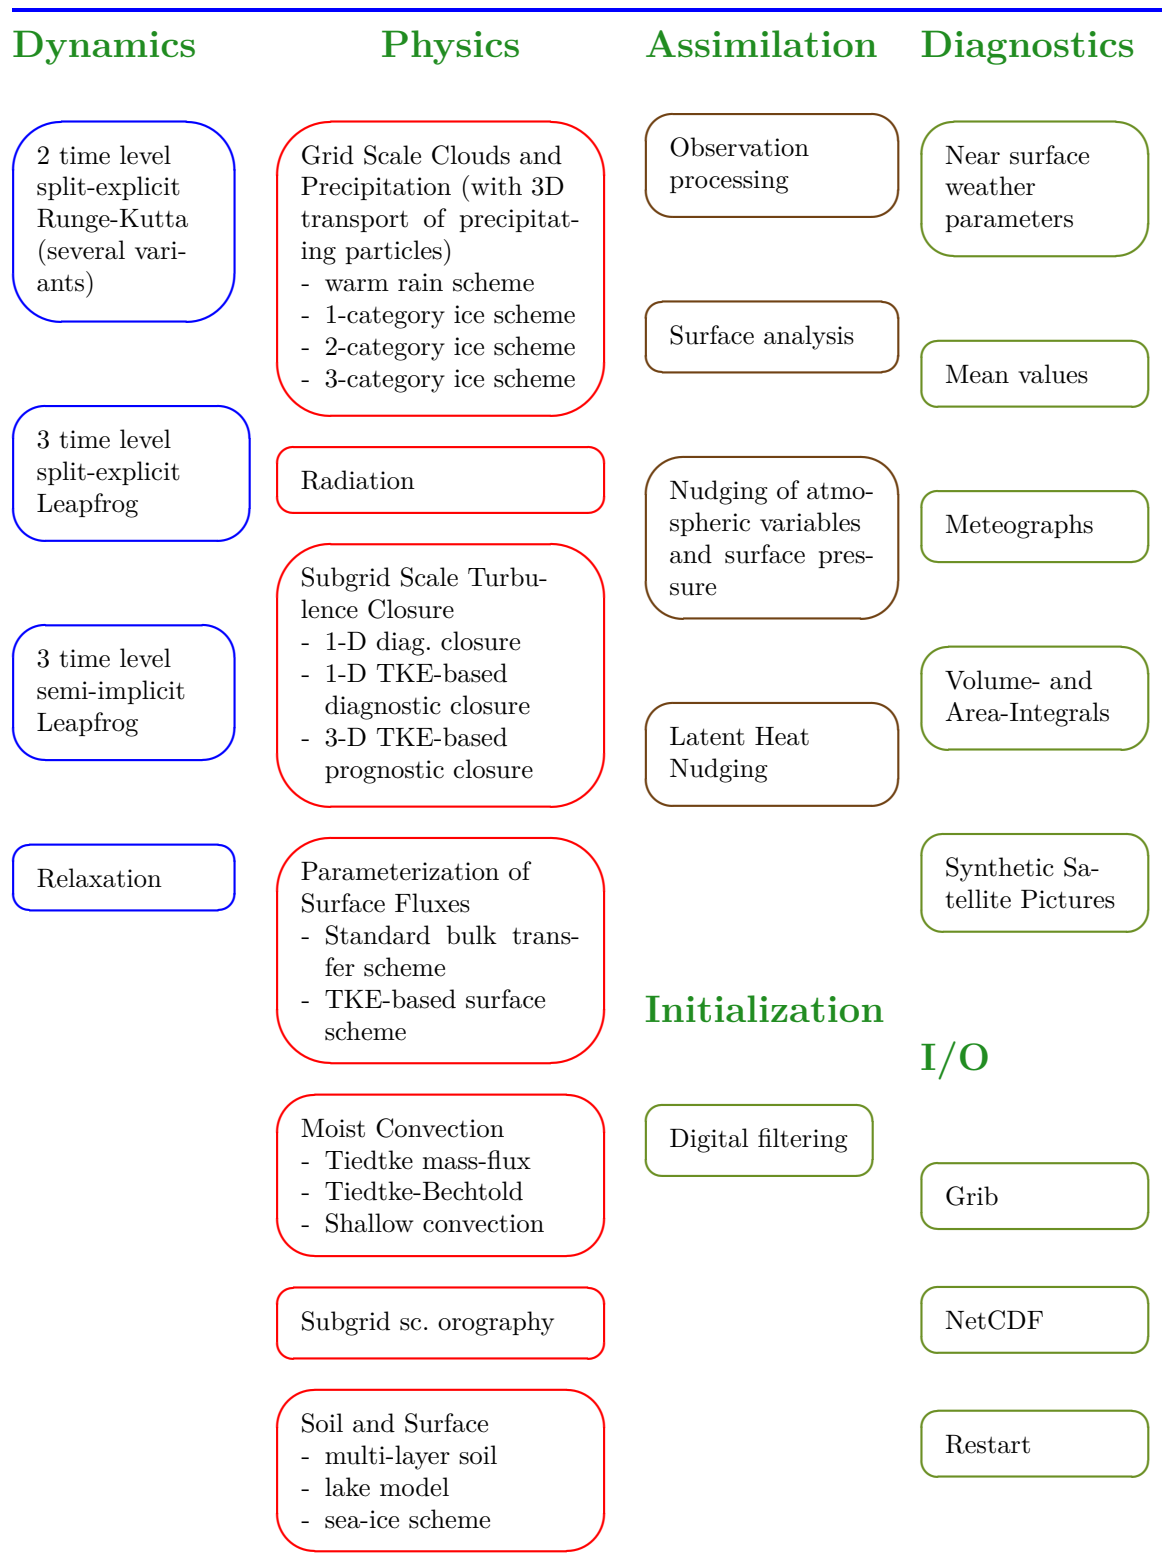 Dynamics
2 time level
split-explicit
Runge-Kutta
(several vari-
ants)
3 time level
split-explicit
Leapfrog
3 time level
semi-implicit
Leapfrog
Relaxation
Physics
Grid Scale Clouds and
Precipitation (with 3D
transport of precipitat-
ing particles)
- warm rain scheme
- 1-category ice scheme
- 2-category ice scheme
- 3-category ice scheme
Radiation
Subgrid Scale Turbu-
lence Closure
- 1-D diag. closure
- 1-D TKE-based
diagnostic closure
- 3-D TKE-based
prognostic closure
Parameterization of
Surface Fluxes
- Standard bulk trans-
fer scheme
- TKE-based surface
scheme
Moist Convection
- Tiedtke mass-flux
- Tiedtke-Bechtold
- Shallow convection
Subgrid sc. orography
Soil and Surface
- multi-layer soil
- lake model
- sea-ice scheme
Assimilation
Observation
processing
Surface analysis
Nudging of atmo-
spheric variables
and surface pres-
sure
Latent Heat
Nudging
Initialization
Digital filtering
Diagnostics
Near surface
weather
parameters
Mean values
Meteographs
Volume- and
Area-Integrals
Synthetic Sa-
tellite Pictures
I/O
Grib
NetCDF
Restart